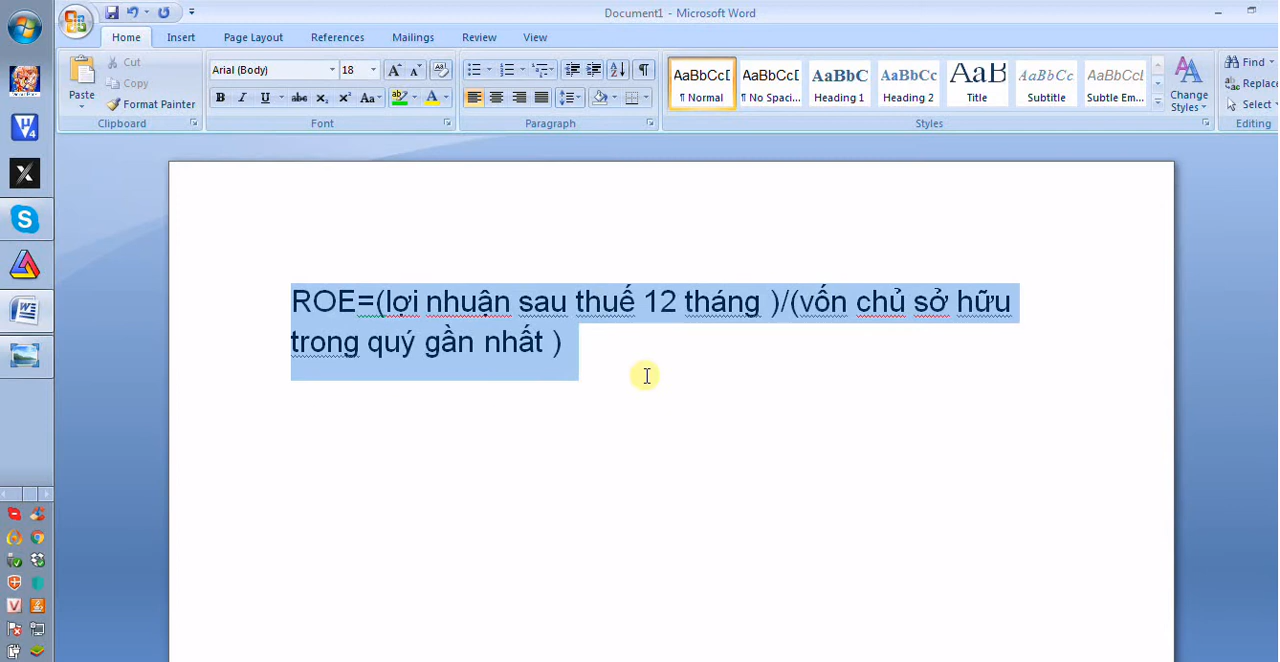 Document1 - Microsoft Word
Home Insert Page Layout References Mailings Review View
Cut
Copy
Paste
Format Painter
Clipboard
Arial (Body) 18
Font
Paragraph
AaBbCcD AaBbCcD AaBbC AaBbCc AaB AaBbCc AaBbCcL
¶ Normal ¶ No Spaci... Heading 1 Heading 2 Title Subtitle Subtle Em...
Change
Styles
Styles
Find
Replace
Select
Editing
ROE=(lợi nhuận sau thuế 12 tháng )/(vốn chủ sở hữu
trong quý gần nhất )